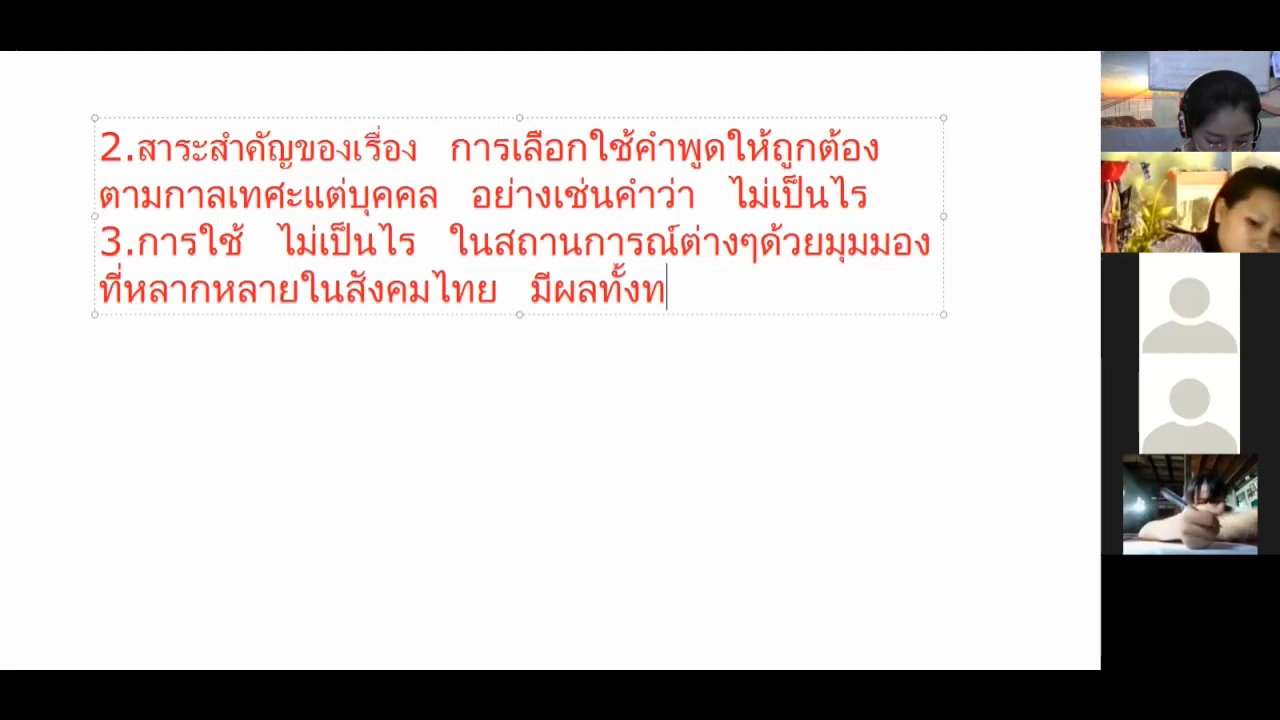 2.สาระสำคัญของเรื่อง การเลือกใช้คำพูดให้ถูกต้อง
ตามกาลเทศะแต่บุคคล อย่างเช่นคำว่า ไม่เป็นไร
3.การใช้ ไม่เป็นไร ในสถานการณ์ต่างๆด้วยมุมมอง
ที่หลากหลายในสังคมไทย มีผลทั้งท